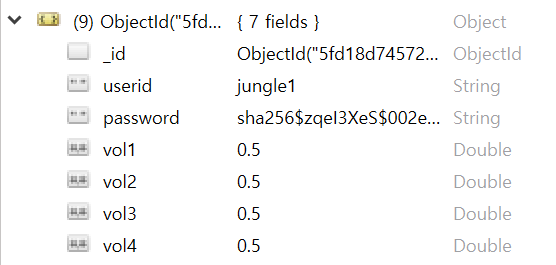 (9) ObjectId("5fd... { 7 fields } Object
_id ObjectId("5fd18d74572... ObjectId
userid jungle1 String
password sha256$zqeI3XeS$002e... String
vol1 0.5 Double
vol2 0.5 Double
vol3 0.5 Double
vol4 0.5 Double